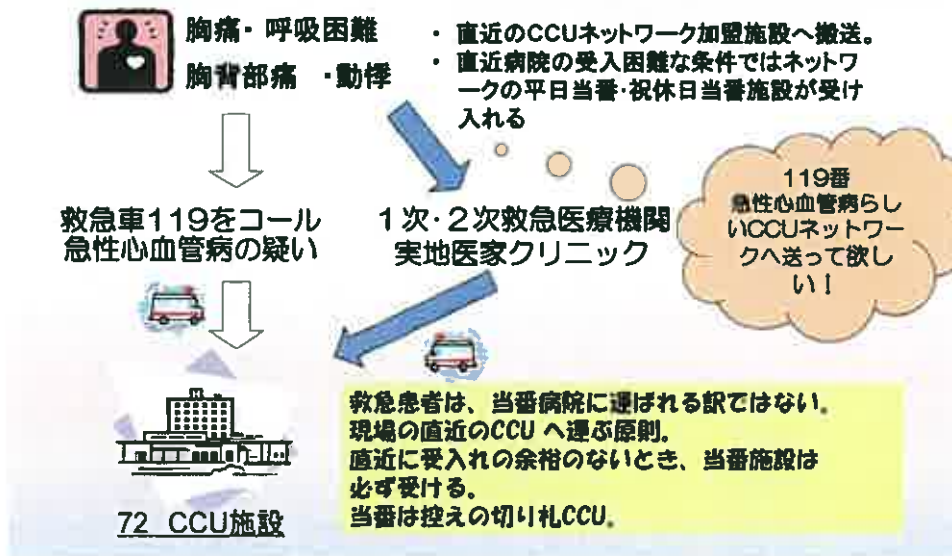 胸痛・呼吸困難
胸背部痛 ・動悸
・ 直近のCCUネットワーク加盟施設へ搬送。
・ 直近病院の受入困難な条件ではネットワ
ークの平日当番・祝休日当番施設が受け
入れる
救急車119をコール
急性心血管病の疑い
1次・2次救急医療機関
実地医家クリニック
119番
急性心血管病らし
いCCUネットワー
クへ送って欲し
い!
救急患者は、当番病院に運ばれる訳ではない。
現場の直近のCCU へ運ぶ原則。
直近に受入れの余裕のないとき、当番施設は
必ず受ける。
当番は控えの切り札CCU。
72 CCU施設